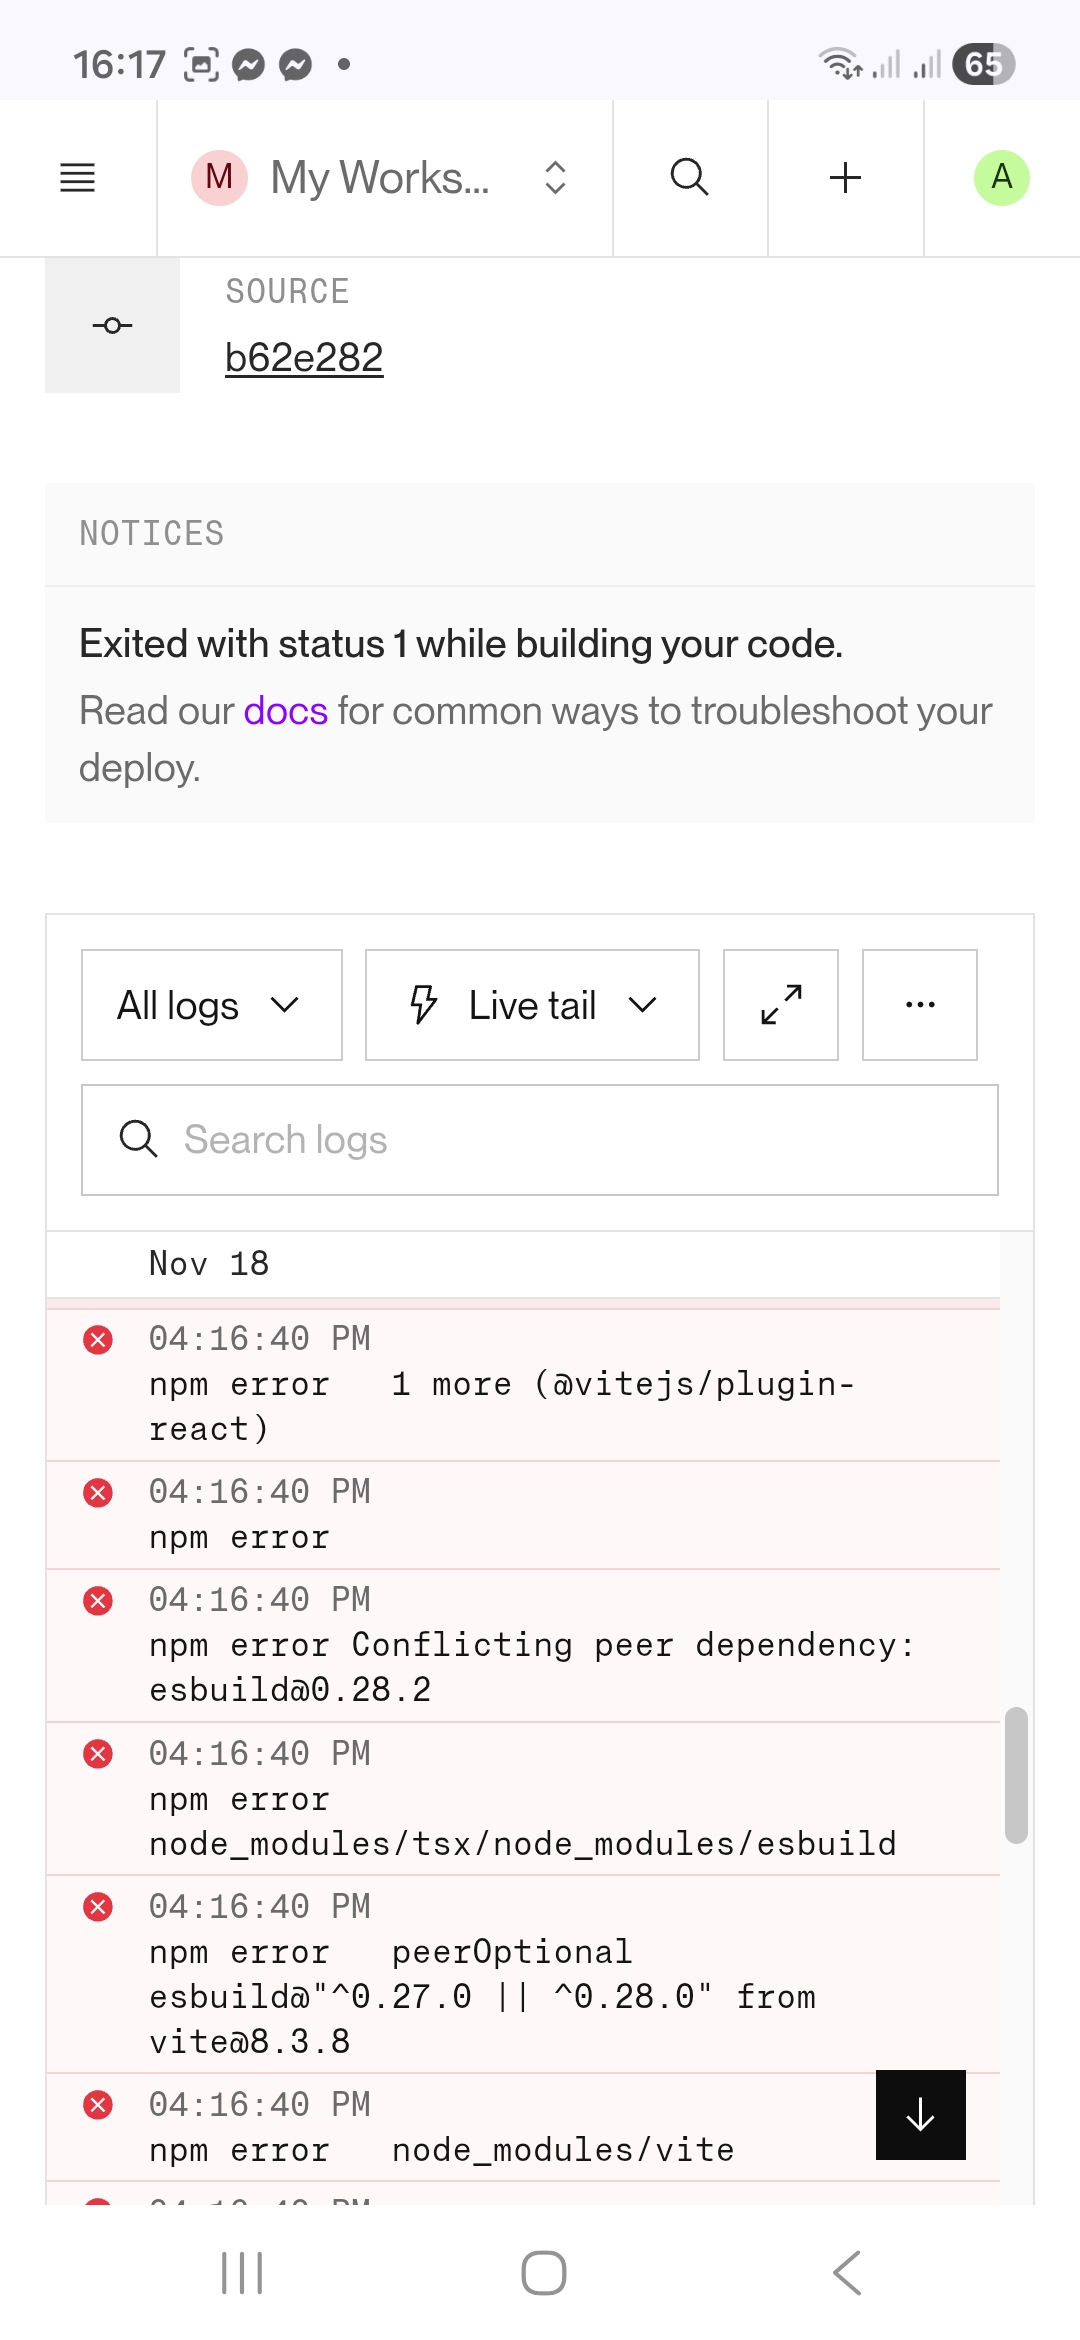 16:17
65
M My Works...
A
SOURCE
b62e282
NOTICES
Exited with status 1 while building your code.
Read our docs for common ways to troubleshoot your
deploy.
All logs
Live tail
...
Search logs
Nov 18
04:16:40 PM
npm error   1 more (@vitejs/plugin-
react)
04:16:40 PM
npm error
04:16:40 PM
npm error Conflicting peer dependency:
esbuild@0.28.2
04:16:40 PM
npm error
node_modules/tsx/node_modules/esbuild
04:16:40 PM
npm error   peerOptional
esbuild@"^0.27.0 || ^0.28.0" from
vite@8.3.8
04:16:40 PM
npm error   node_modules/vite